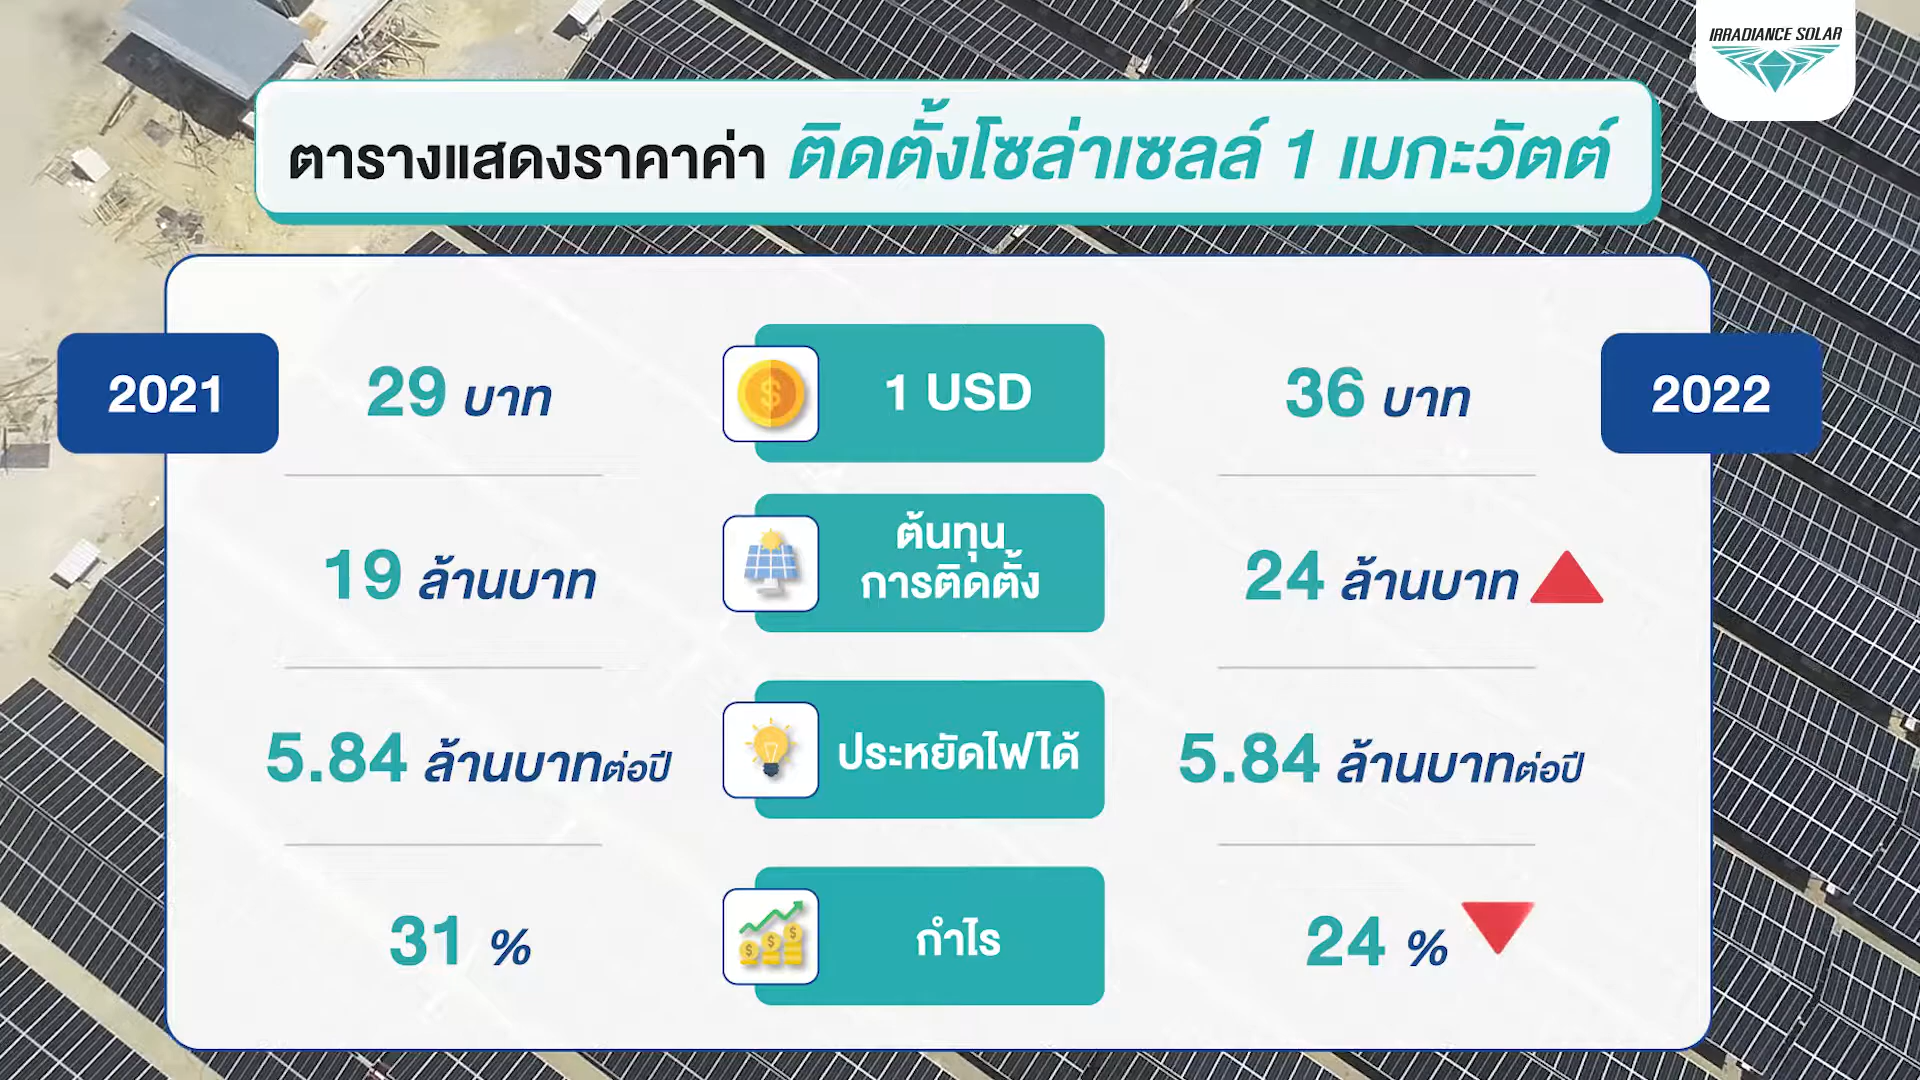 IRRADIANCE SOLAR
ตารางแสดงราคาค่า ติดตั้งโซล่าเซลล์ 1 เมกะวัตต์
2021
29 บาท
1 USD
36 บาท
2022
19 ล้านบาท
ต้นทุน
การติดตั้ง
24 ล้านบาท
5.84 ล้านบาทต่อปี
ประหยัดไฟได้
5.84 ล้านบาทต่อปี
31 %
กำไร
24 %